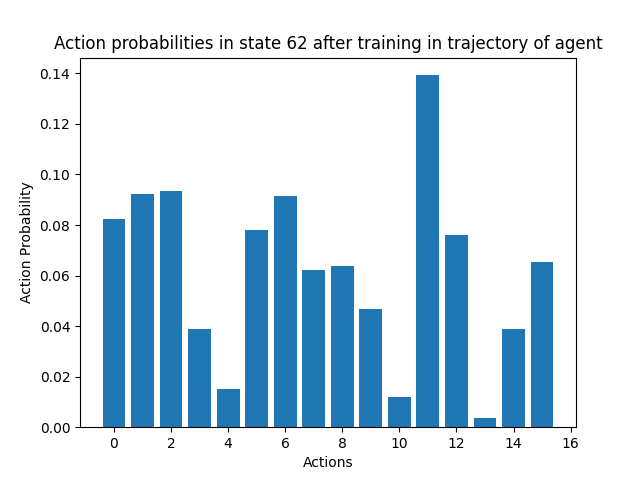 Action probabilities in state 62 after training in trajectory of agent
0.14
0.12
0.10
0.08
0.06
0.04
0.02
0.00
Action Probability
0 2 4 6 8 10 12 14 16
Actions